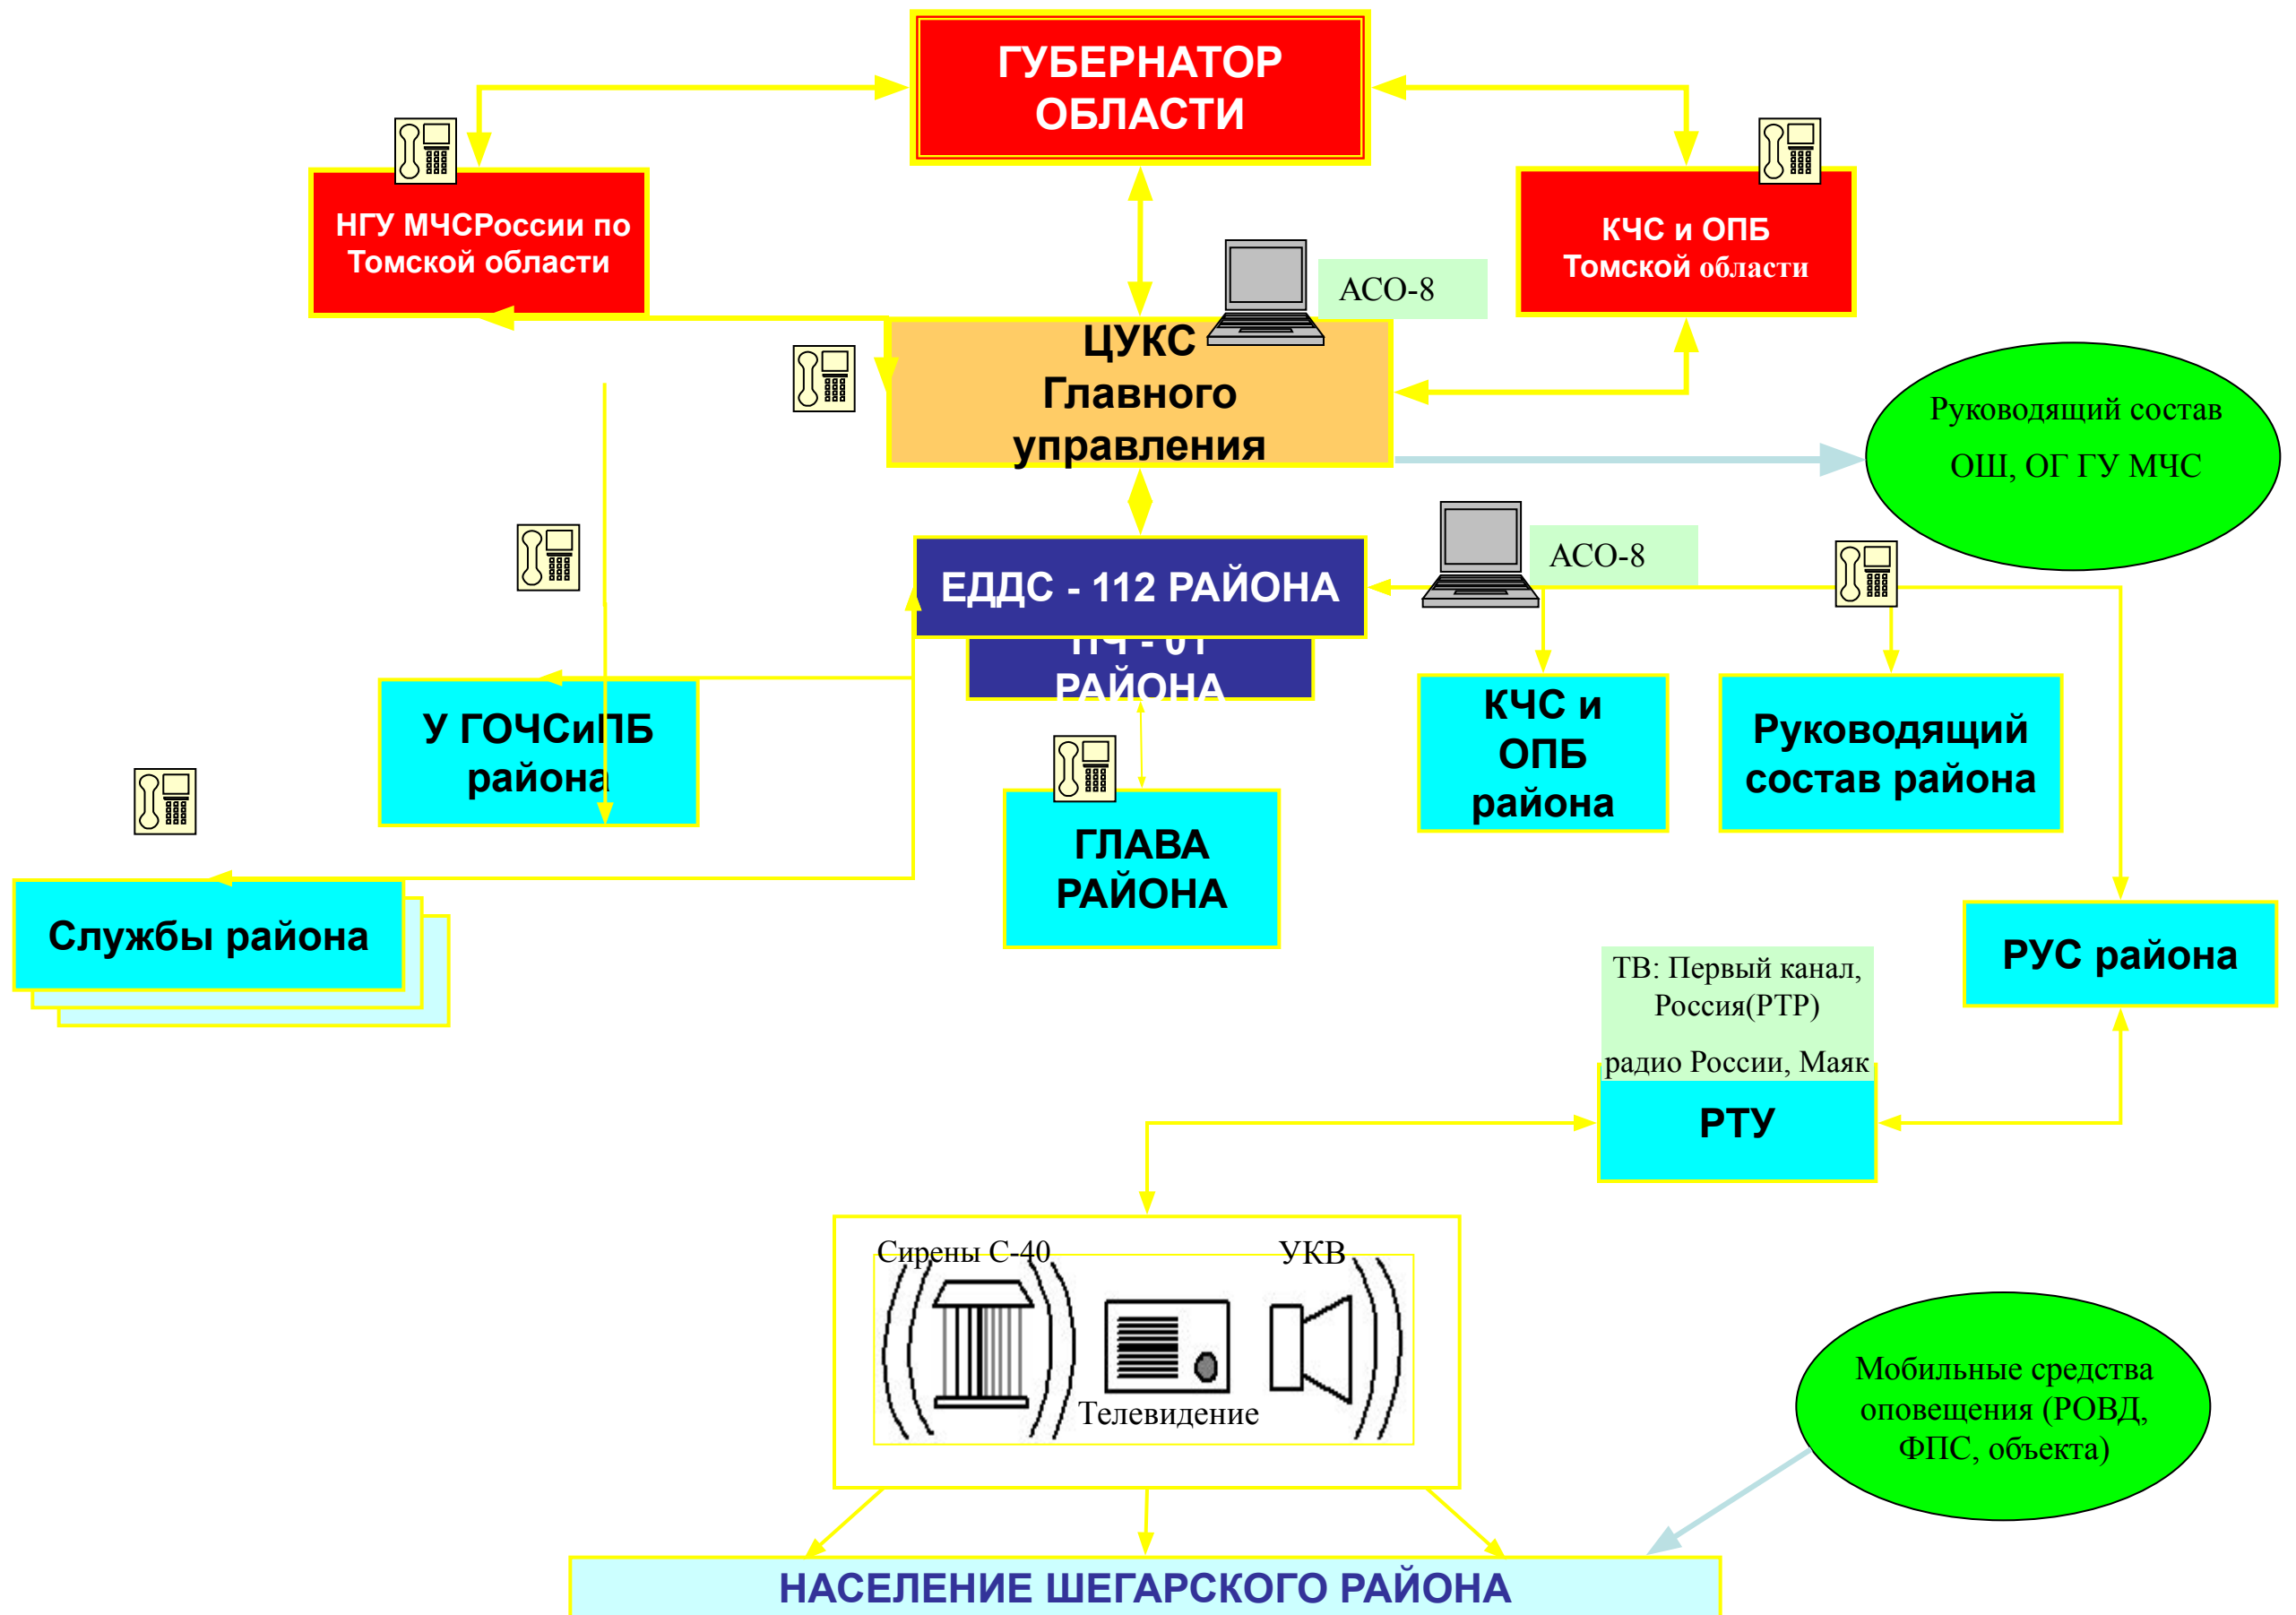 ГУБЕРНАТОР
ОБЛАСТИ
НГУ МЧСРоссии по
Томской области
КЧС и ОПБ
Томской области
АСО-8
ЦУКС
Главного
управления
Руководящий состав
ОШ, ОГ ГУ МЧС
АСО-8
ЕДДС - 112 РАЙОНА
ПЧ - 01
РАЙОНА
У ГОЧСиПБ
района
КЧС и
ОПБ
района
Руководящий
состав района
ГЛАВА
РАЙОНА
Службы района
РУС района
ТВ: Первый канал,
Россия(РТР)
радио России, Маяк
РТУ
Сирены С-40
УКВ
Телевидение
Мобильные средства
оповещения (РОВД,
ФПС, объекта)
НАСЕЛЕНИЕ ШЕГАРСКОГО РАЙОНА